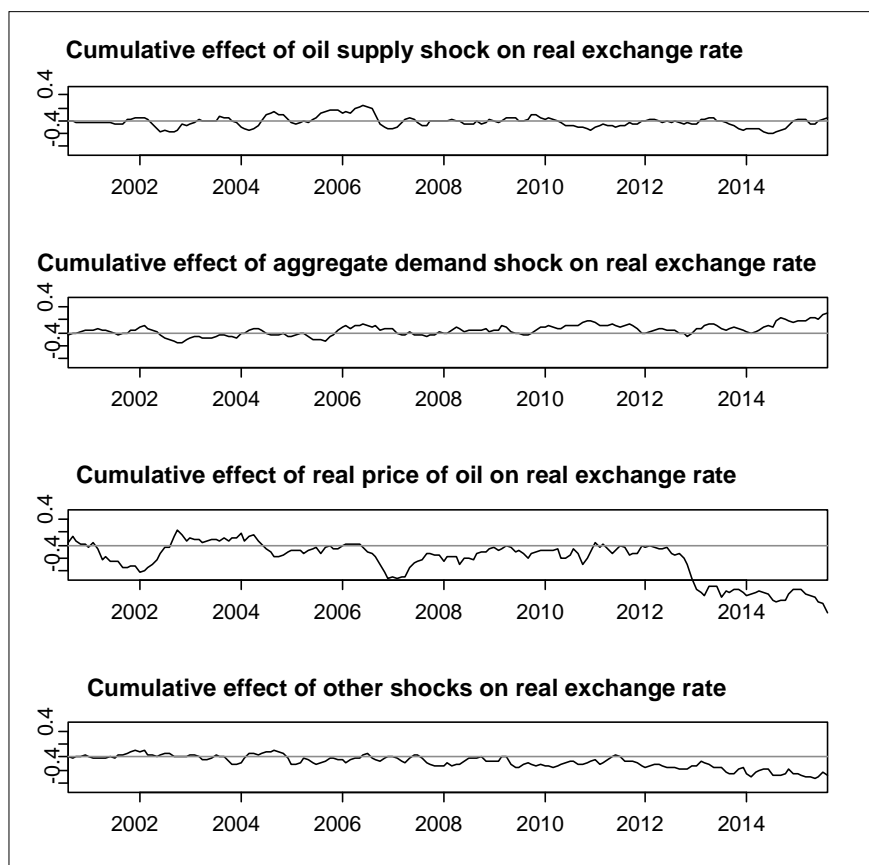 Cumulative effect of oil supply shock on real exchange rate
0.4
-0.4
2002 2004 2006 2008 2010 2012 2014
Cumulative effect of aggregate demand shock on real exchange rate
0.4
-0.4
2002 2004 2006 2008 2010 2012 2014
Cumulative effect of real price of oil on real exchange rate
0.4
-0.4
2002 2004 2006 2008 2010 2012 2014
Cumulative effect of other shocks on real exchange rate
0.4
-0.4
2002 2004 2006 2008 2010 2012 2014